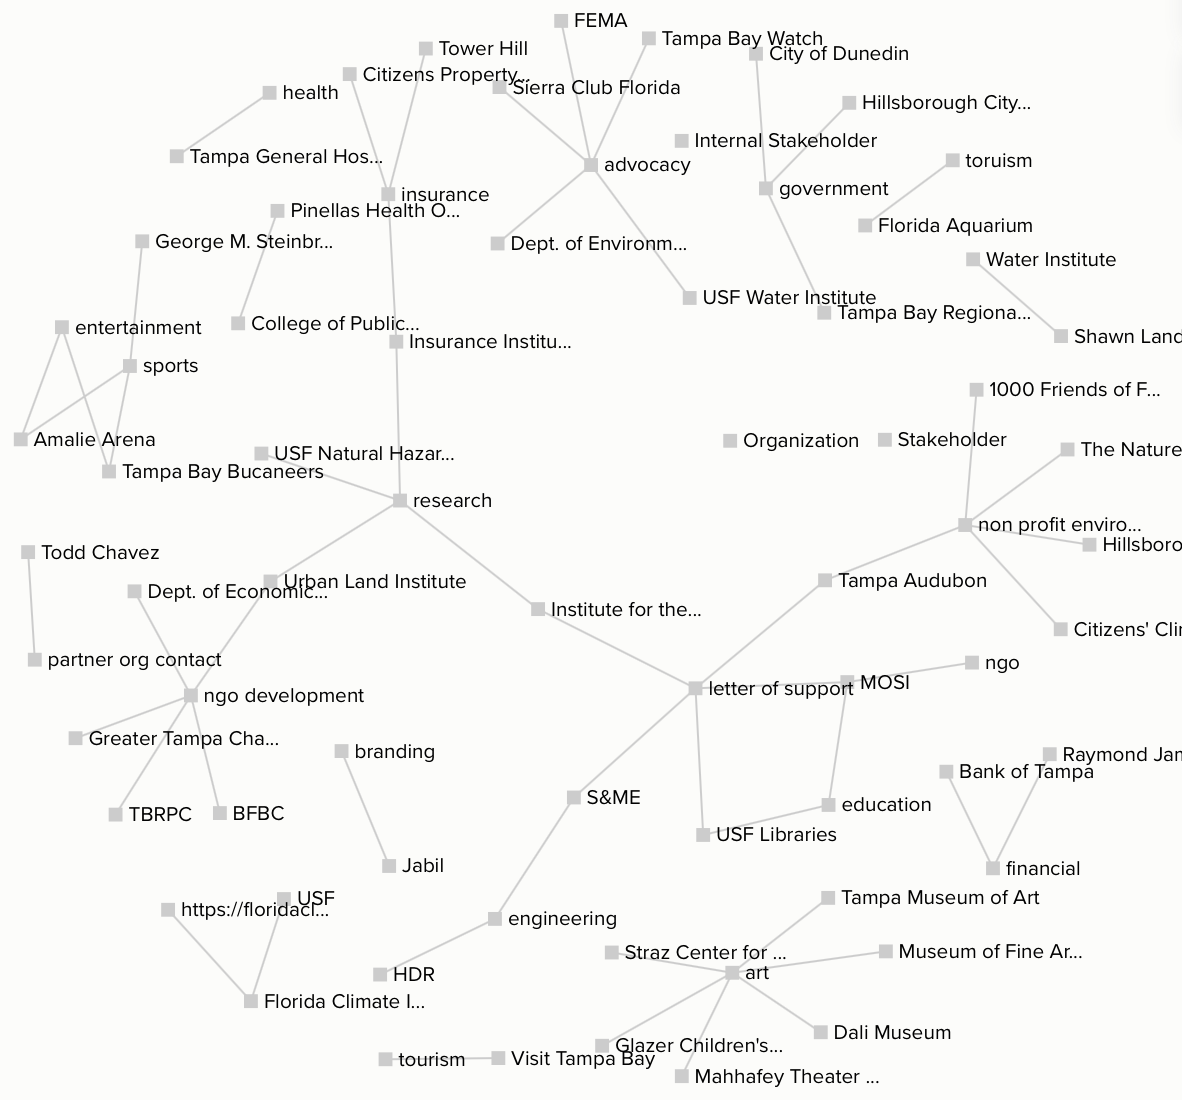 FEMA
Tampa Bay Watch
Tower Hill
City of Dunedin
Citizens Property...
Sierra Club Florida
health
Hillsborough City...
Internal Stakeholder
Tampa General Hos...
toruism
advocacy
government
insurance
Pinellas Health O...
Florida Aquarium
George M. Steinbr...
Dept. of Environm...
Water Institute
USF Water Institute
Tampa Bay Regiona...
College of Public...
entertainment
Shawn Land
Insurance Institu...
sports
1000 Friends of F...
Amalie Arena
Organization
Stakeholder
The Nature
USF Natural Hazar...
Tampa Bay Bucaneers
research
non profit enviro...
Hillsboro
Todd Chavez
Tampa Audubon
Urban Land Institute
Dept. of Economic...
Institute for the...
Citizens' Clir
partner org contact
ngo
MOSI
letter of support
ngo development
Greater Tampa Cha...
branding
Raymond Jam
Bank of Tampa
S&ME
education
TBRPC
BFBC
USF Libraries
Jabil
financial
USF
Tampa Museum of Art
https://floridacl...
engineering
Straz Center for ...
Museum of Fine Ar...
art
HDR
Florida Climate I...
Dali Museum
Glazer Children's...
tourism
Visit Tampa Bay
Mahhafey Theater ...